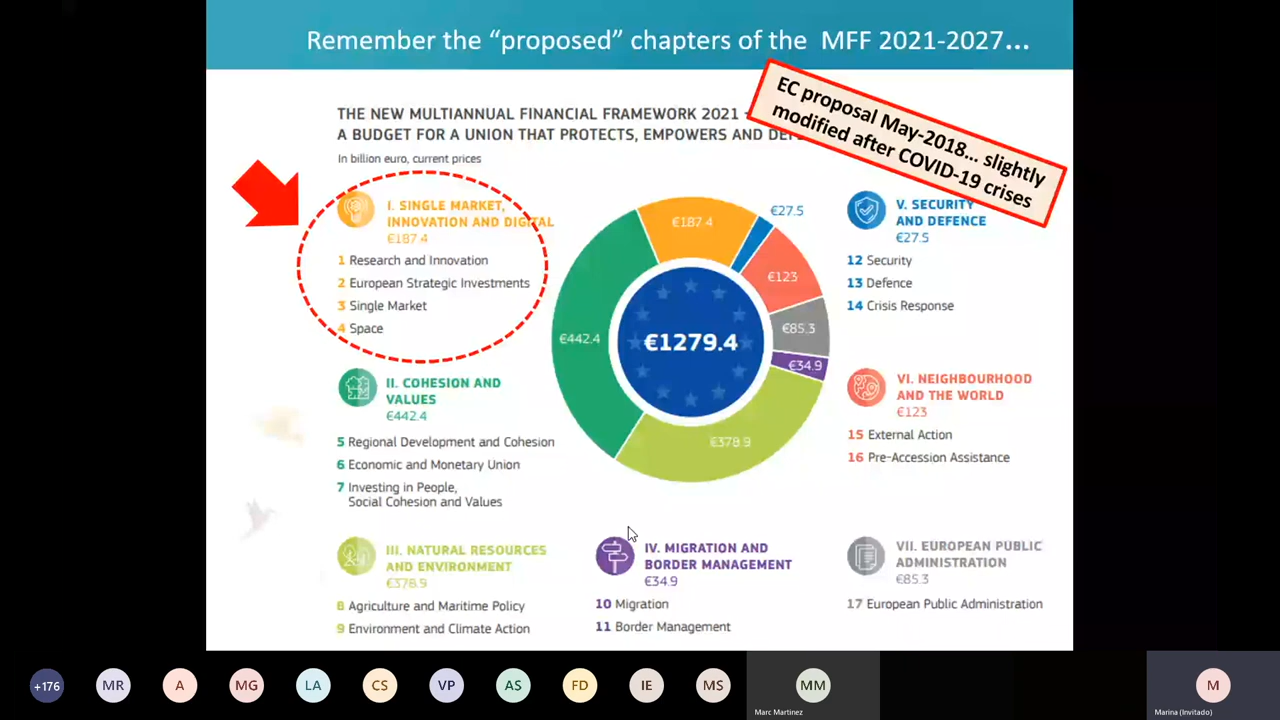 Remember the “proposed” chapters of the MFF 2021-2027...
EC proposal May-2018... slightly
modified after COVID-19 crises
THE NEW MULTIANNUAL FINANCIAL FRAMEWORK 2021
A BUDGET FOR A UNION THAT PROTECTS, EMPOWERS AND
In billion euro, current prices
I. SINGLE MARKET,
INNOVATION AND DIGITAL
€187.4
1 Research and Innovation
2 European Strategic Investments
3 Single Market
4 Space
II. COHESION AND
VALUES
€442.4
5 Regional Development and Cohesion
6 Economic and Monetary Union
7 Investing in People,
Social Cohesion and Values
III. NATURAL RESOURCES
AND ENVIRONMENT
€378.9
8 Agriculture and Maritime Policy
9 Environment and Climate Action
€187.4
€27.5
€123
€85.3
€34.9
€378.9
€442.4
€1279.4
IV. MIGRATION AND
BORDER MANAGEMENT
€34.9
10 Migration
11 Border Management
V. SECURITY
AND DEFENCE
€27.5
12 Security
13 Defence
14 Crisis Response
VI. NEIGHBOURHOOD
AND THE WORLD
€123
15 External Action
16 Pre-Accession Assistance
VII. EUROPEAN PUBLIC
ADMINISTRATION
€85.3
17 European Public Administration
+176
MR
A
MG
LA
CS
VP
AS
FD
IE
MS
MM
Marc Martinez
M
Marina (Invitado)